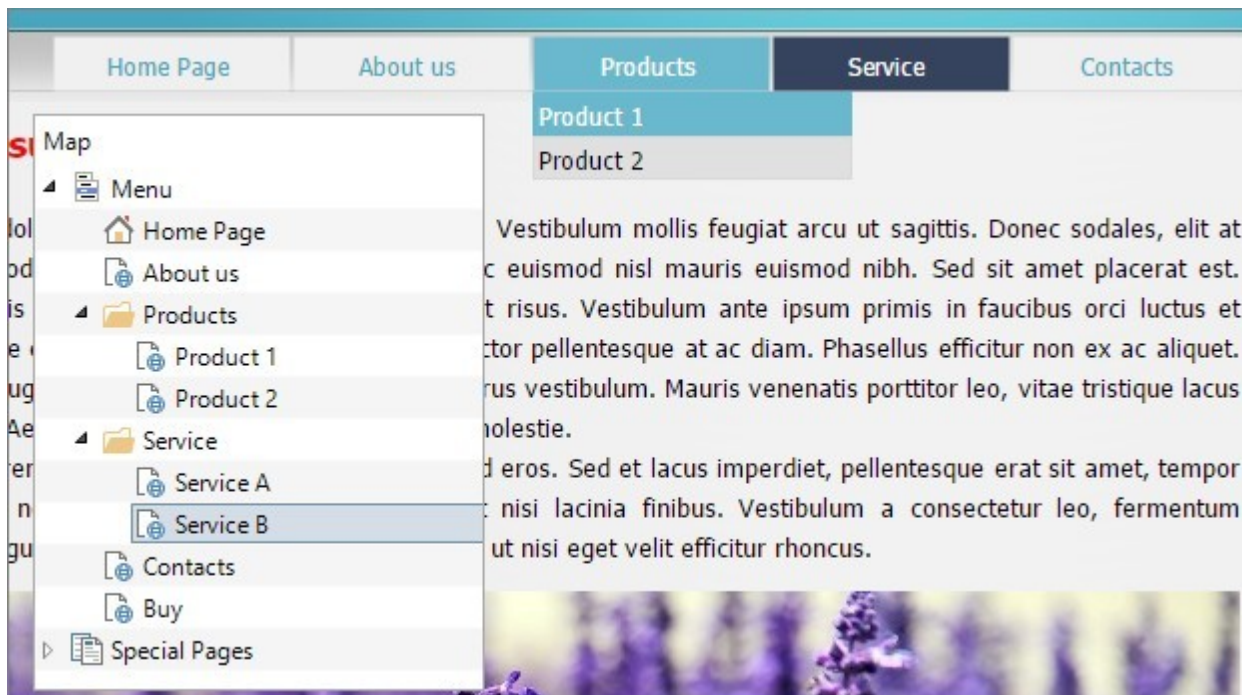 Home Page About us Products Service Contacts
Product 1
Product 2
Map
Menu
Home Page
About us
Products
Product 1
Product 2
Service
Service A
Service B
Contacts
Buy
Special Pages
Vestibulum mollis feugiat arcu ut sagittis. Donec sodales, elit at
euismod nisl mauris euismod nibh. Sed sit amet placerat est.
risus. Vestibulum ante ipsum primis in faucibus orci luctus et
pellentesque at ac diam. Phasellus efficitur non ex ac aliquet.
vestibulum. Mauris venenatis porttitor leo, vitae tristique lacus
eros. Sed et lacus imperdiet, pellentesque erat sit amet, tempor
nisi lacinia finibus. Vestibulum a consectetur leo, fermentum
ut nisi eget velit efficitur rhoncus.